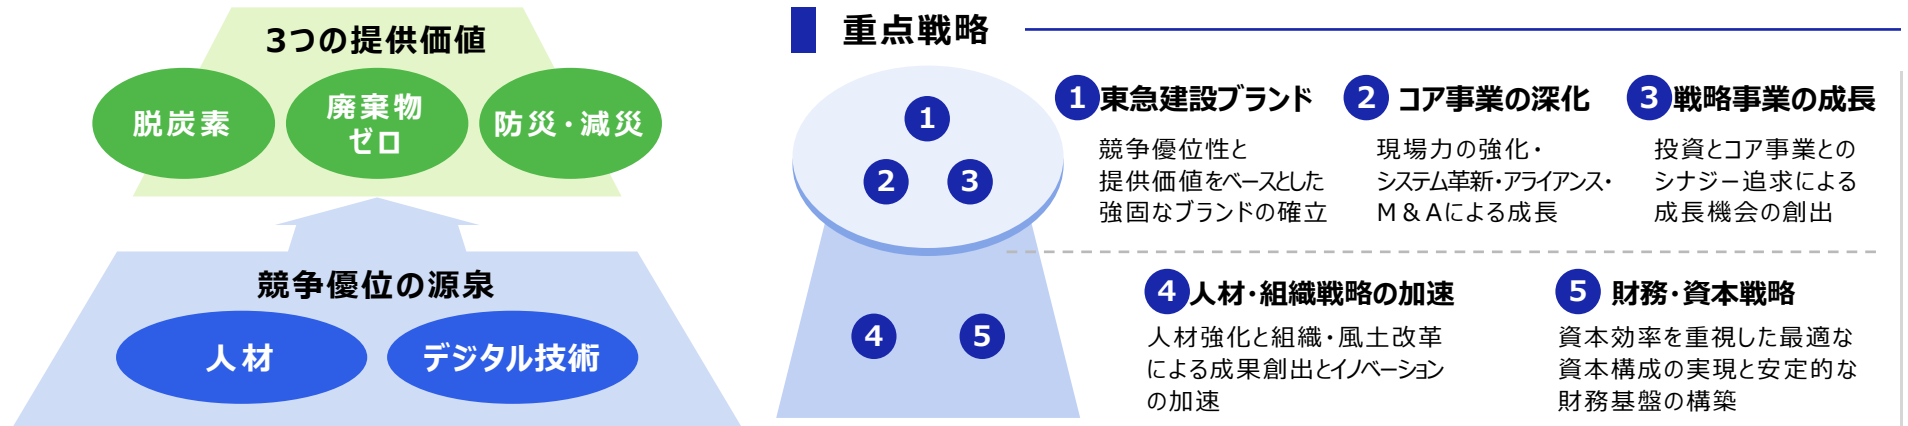 3つの提供価値
脱炭素
廃棄物
ゼロ
防災・減災
競争優位の源泉
人材
デジタル技術
重点戦略
1
2
3
4
5
1 東急建設ブランド
競争優位性と
提供価値をベースとした
強固なブランドの確立
2 コア事業の深化
現場力の強化・
システム革新・アライアンス・
M&Aによる成長
3 戦略事業の成長
投資とコア事業との
シナジー追求による
成長機会の創出
4 人材・組織戦略の加速
人材強化と組織・風土改革
による成果創出とイノベーション
の加速
5 財務・資本戦略
資本効率を重視した最適な
資本構成の実現と安定的な
財務基盤の構築